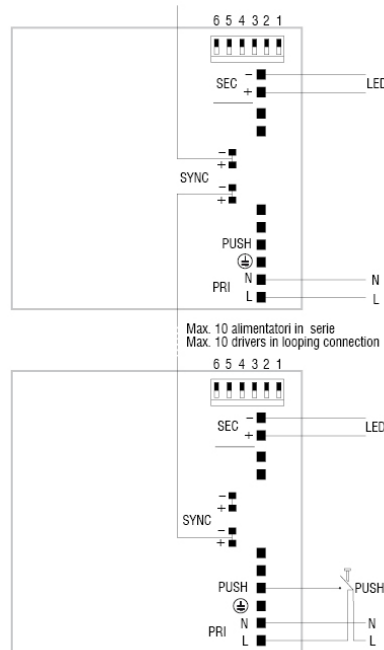 6 5 4 3 2 1
-
SEC
+
LED
-
+
SYNC
-
+
PUSH
N
N
PRI
L
L
Max. 10 alimentatori in serie
Max. 10 drivers in looping connection
6 5 4 3 2 1
-
SEC
+
LED
-
+
SYNC
-
+
PUSH
PUSH
N
N
PRI
L
L